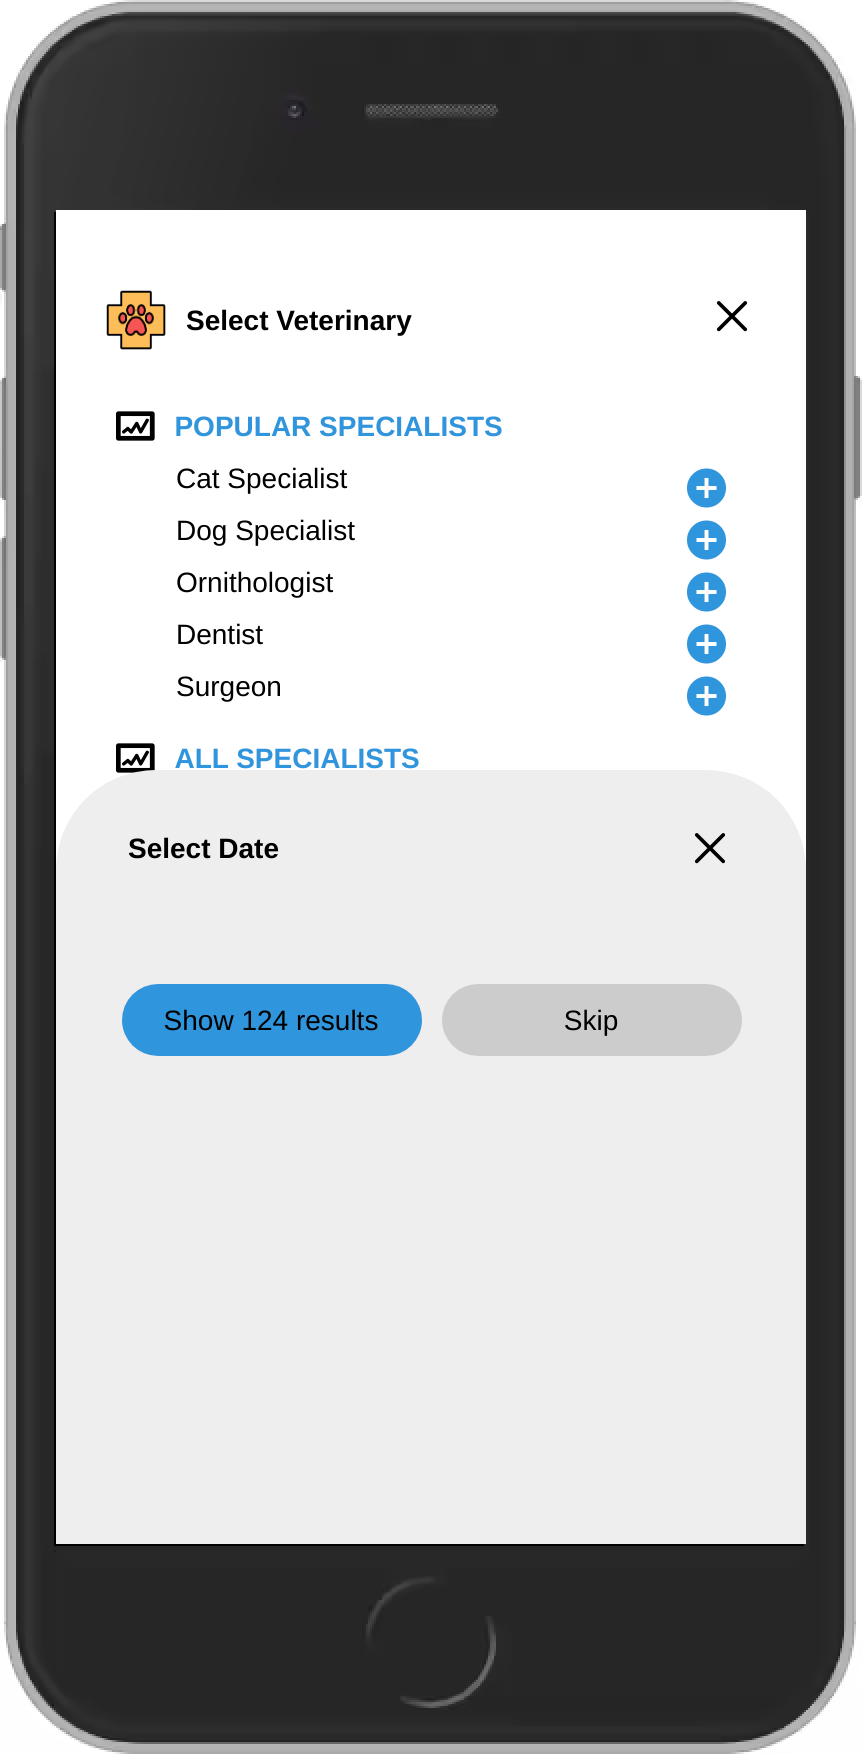 Select Veterinary
POPULAR SPECIALISTS
Cat Specialist
Dog Specialist
Ornithologist
Dentist
Surgeon
ALL SPECIALISTS
Select Date
Show 124 results
Skip